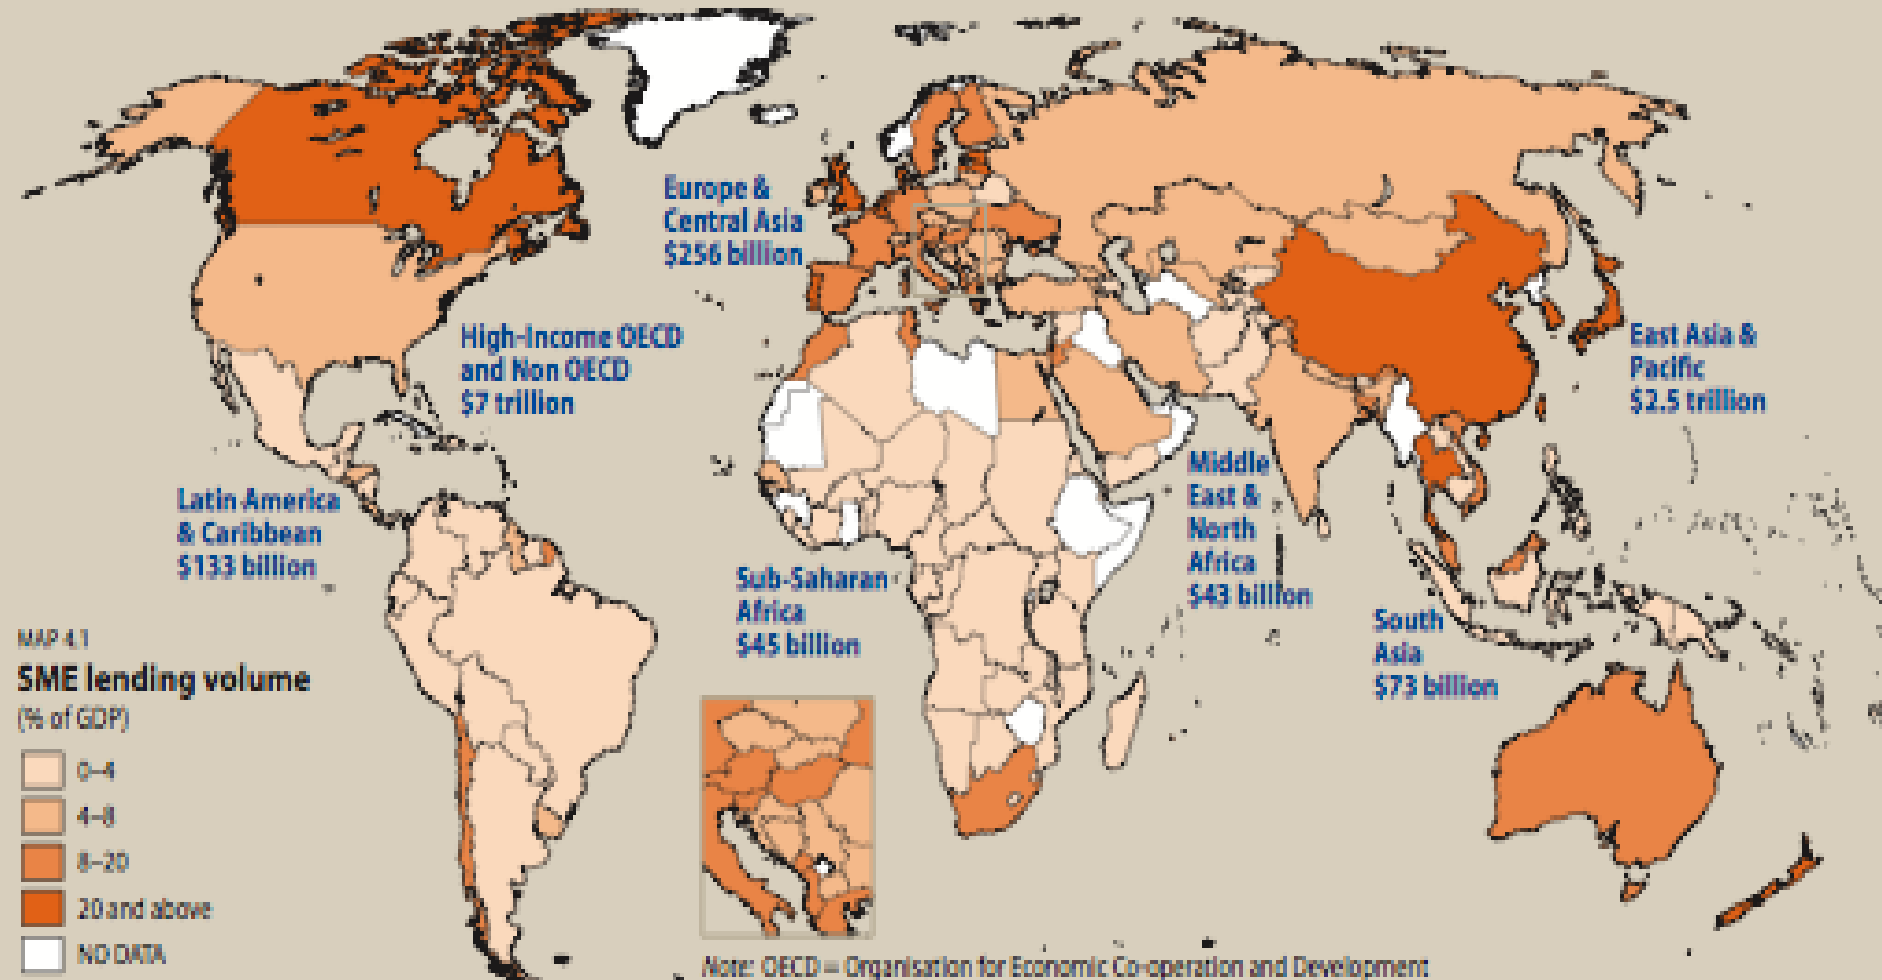 Europe &
Central Asia
$256 billion
High-Income OECD
and Non OECD
$7 trillion
East Asia &
Pacific
$2.5 trillion
Latin America
& Caribbean
$133 billion
Middle
East &
North
Africa
$43 billion
Sub-Saharan
Africa
$45 billion
South
Asia
$73 billion
MAP 4.1
SME lending volume
(% of GDP)
0–4
4–8
8–20
20 and above
NO DATA
Note: OECD = Organisation for Economic Co-operation and Development